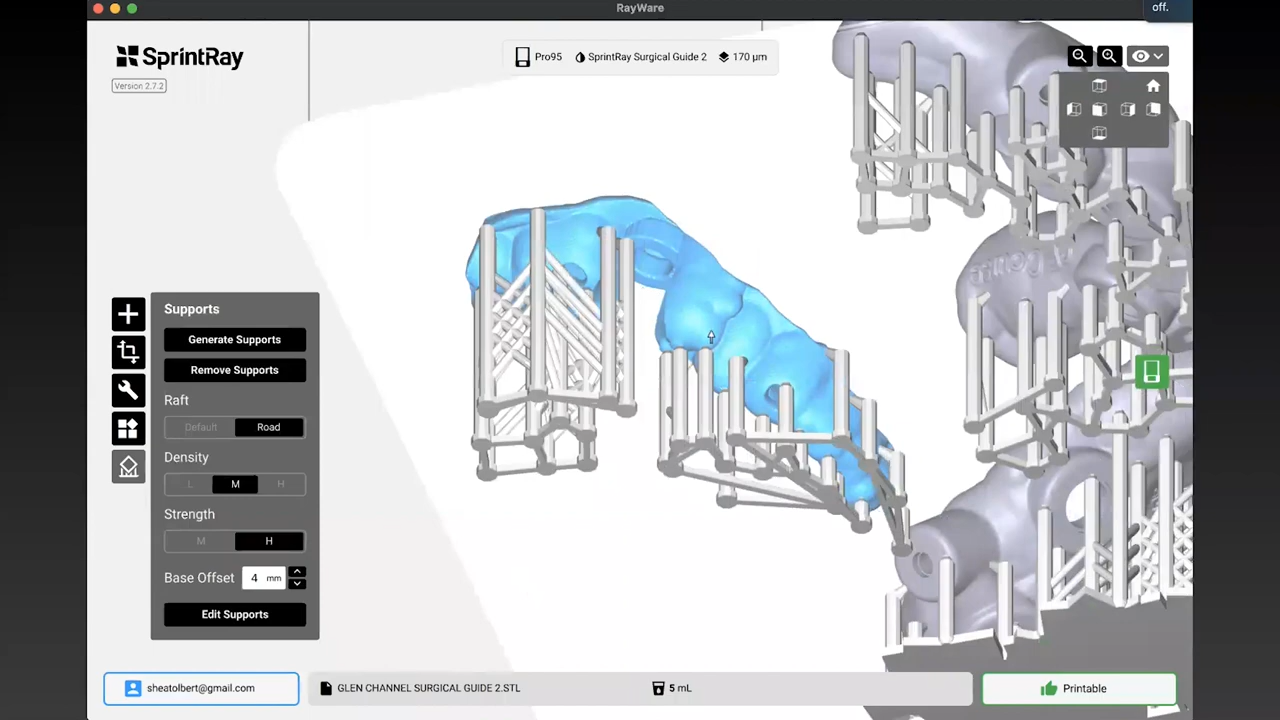 RayWare
off.
SprintRay
Version 2.7.2
Pro95 SprintRay Surgical Guide 2 170 µm
Supports
Generate Supports
Remove Supports
Raft
Default Road
Density
L M H
Strength
M H
Base Offset 4 mm
Edit Supports
sheatolbert@gmail.com
GLEN CHANNEL SURGICAL GUIDE 2.STL
5 mL
Printable